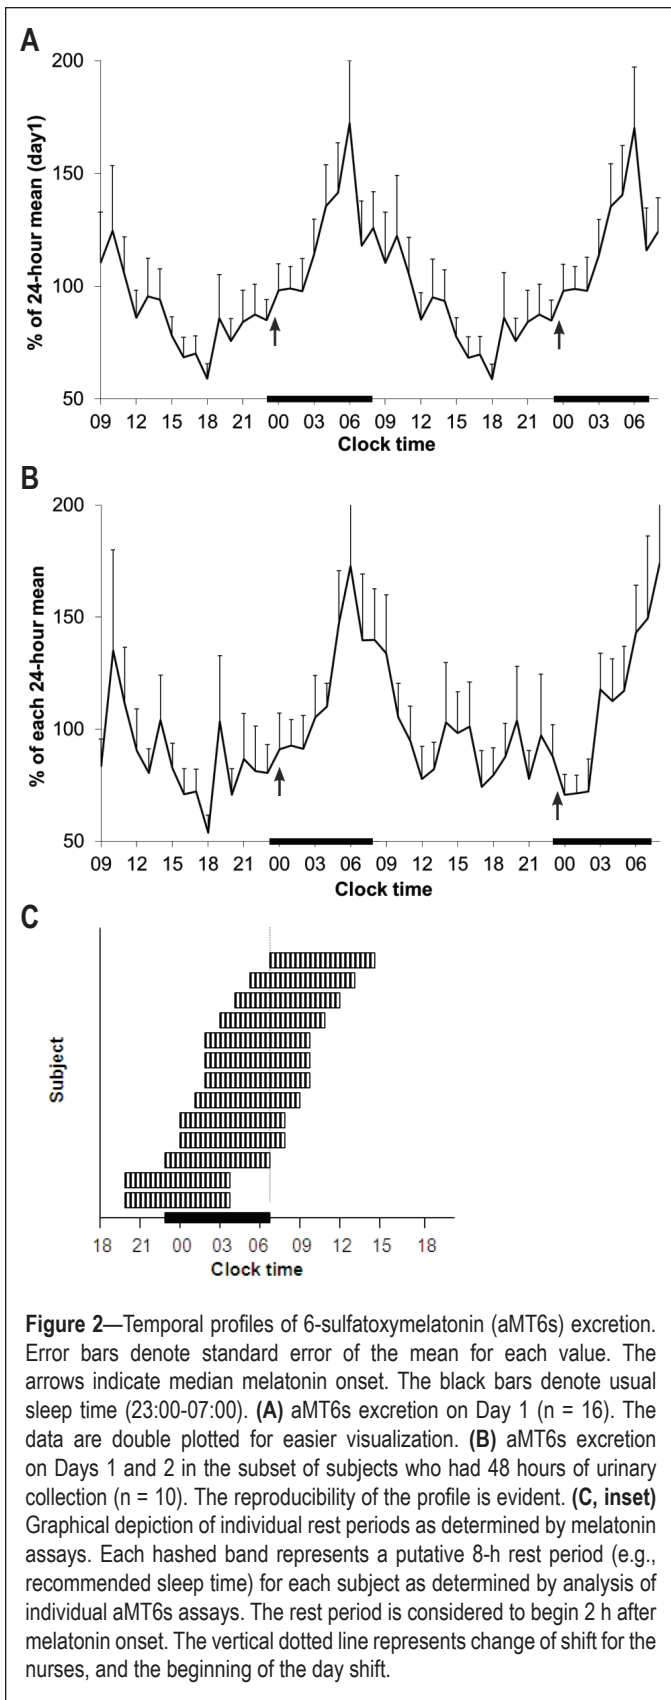 A
200
150
100
50
% of 24-hour mean (day1)
09 12 15 18 21 00 03 06 09 12 15 18 21 00 03 06
Clock time
B
200
150
100
50
% of each 24-hour mean
09 12 15 18 21 00 03 06 09 12 15 18 21 00 03 06
Clock time
C
Subject
18 21 00 03 06 09 12 15 18
Clock time
Figure 2—Temporal profiles of 6-sulfatoxymelatonin (aMT6s) excretion.
Error bars denote standard error of the mean for each value. The
arrows indicate median melatonin onset. The black bars denote usual
sleep time (23:00-07:00). (A) aMT6s excretion on Day 1 (n = 16). The
data are double plotted for easier visualization. (B) aMT6s excretion
on Days 1 and 2 in the subset of subjects who had 48 hours of urinary
collection (n = 10). The reproducibility of the profile is evident. (C, inset)
Graphical depiction of individual rest periods as determined by melatonin
assays. Each hashed band represents a putative 8-h rest period (e.g.,
recommended sleep time) for each subject as determined by analysis of
individual aMT6s assays. The rest period is considered to begin 2 h after
melatonin onset. The vertical dotted line represents change of shift for the
nurses, and the beginning of the day shift.